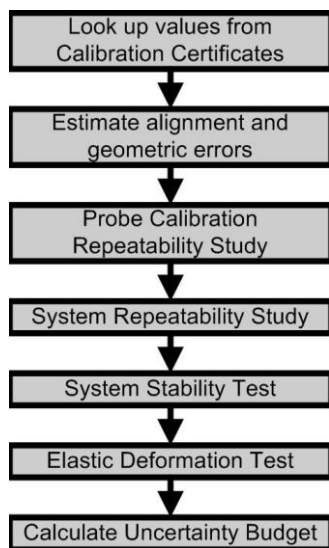 Look up values from
Calibration Certificates
Estimate alignment and
geometric errors
Probe Calibration
Repeatability Study
System Repeatability Study
System Stability Test
Elastic Deformation Test
Calculate Uncertainty Budget